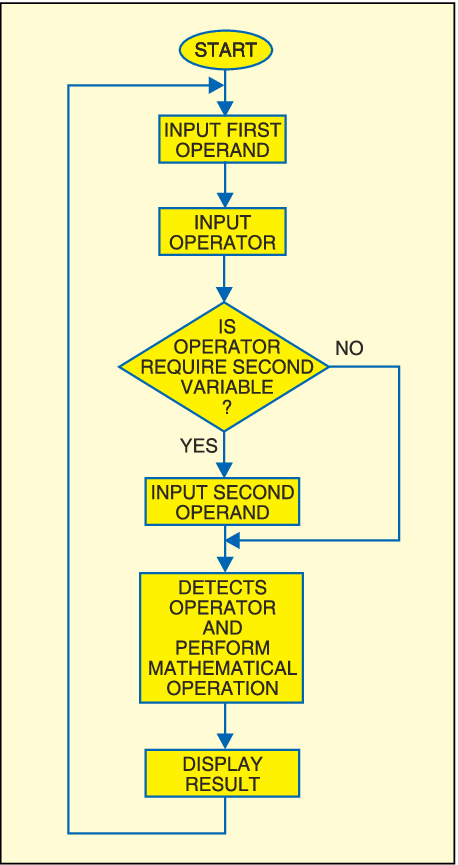 START
INPUT FIRST
OPERAND
INPUT
OPERATOR
IS
OPERATOR
REQUIRE SECOND
VARIABLE
?
NO
YES
INPUT SECOND
OPERAND
DETECTS
OPERATOR
AND
PERFORM
MATHEMATICAL
OPERATION
DISPLAY
RESULT